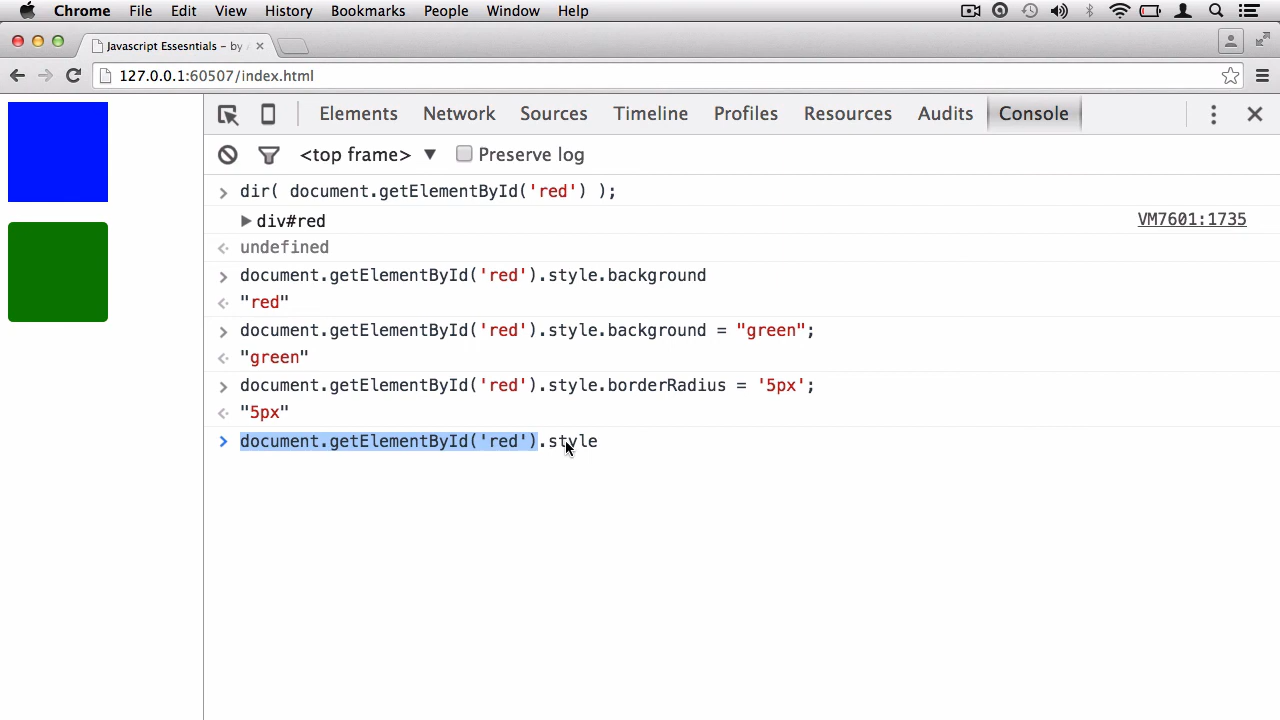 Chrome File Edit View History Bookmarks People Window Help
Javascript Essesntials – by
127.0.0.1:60507/index.html
Elements Network Sources Timeline Profiles Resources Audits Console
<top frame> ▼ Preserve log
> dir( document.getElementById('red') );
▶ div#red VM7601:1735
undefined
> document.getElementById('red').style.background
"red"
> document.getElementById('red').style.background = "green";
"green"
> document.getElementById('red').style.borderRadius = '5px';
"5px"
> document.getElementById('red').style